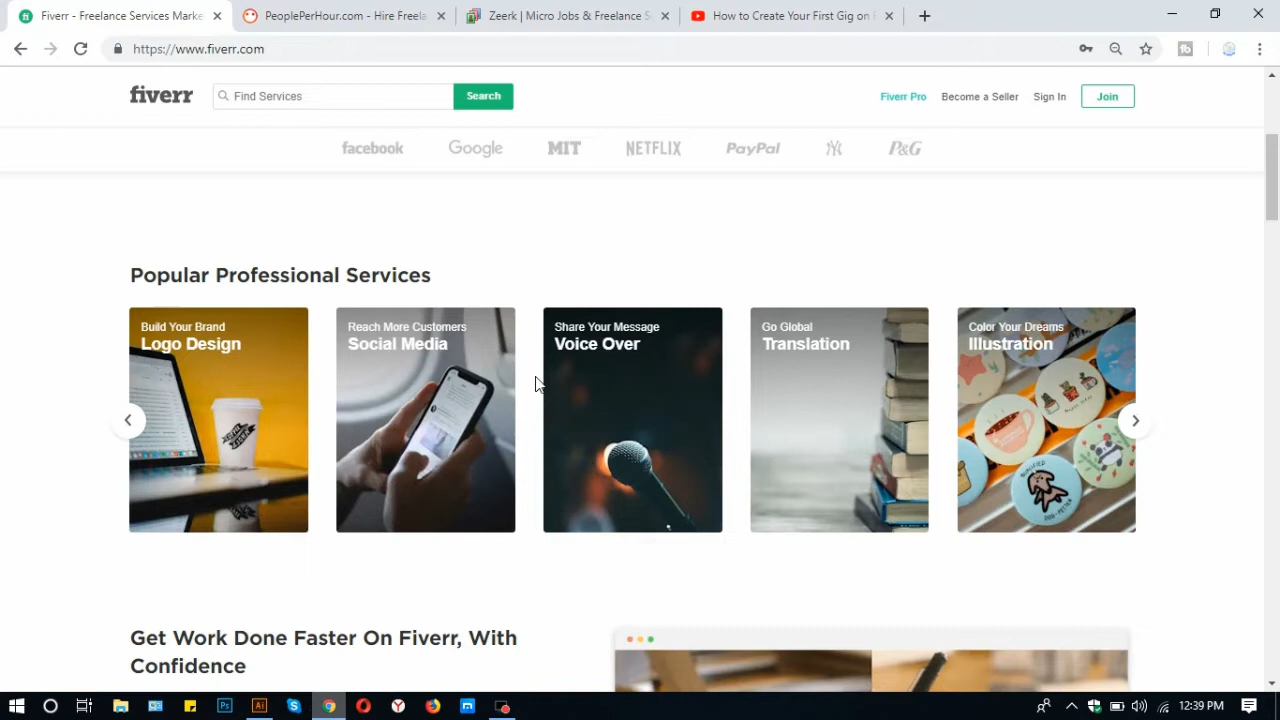 Fiverr - Freelance Services Marke
PeoplePerHour.com - Hire Freela
Zeerk | Micro Jobs & Freelance S
How to Create Your First Gig on F
https://www.fiverr.com
fiverr
Find Services
Search
Fiverr Pro
Become a Seller
Sign In
Join
facebook
Google
MIT
NETFLIX
PayPal
NY
P&G
Popular Professional Services
Build Your Brand
Logo Design
Reach More Customers
Social Media
Share Your Message
Voice Over
Go Global
Translation
Color Your Dreams
Illustration
Get Work Done Faster On Fiverr, With
Confidence
12:39 PM